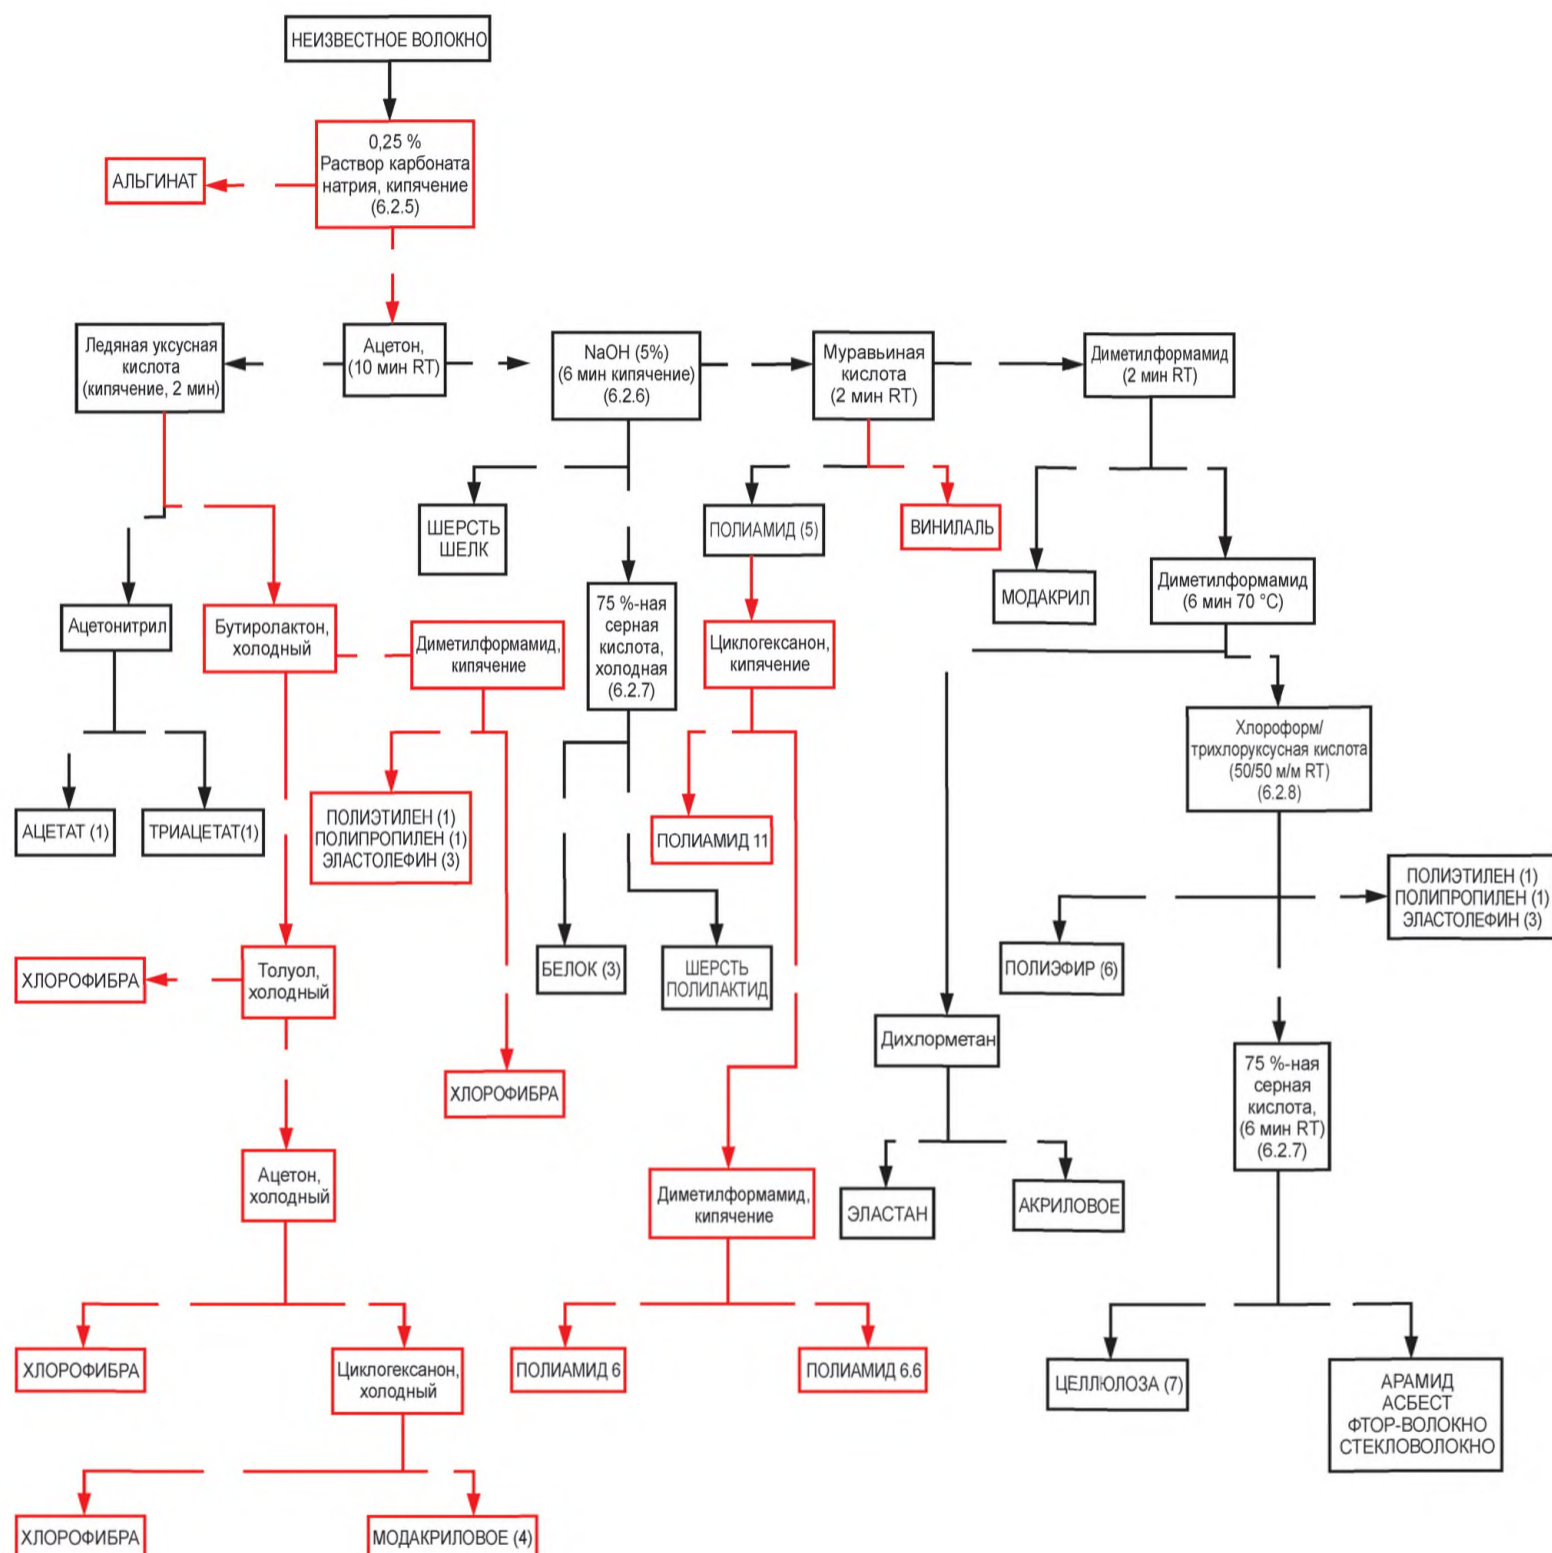 НЕИЗВЕСТНОЕ ВОЛОКНО
0,25 %
Раствор карбоната
натрия, кипячение
(6.2.5)
АЛЬГИНАТ
Ледяная уксусная
кислота
(кипячение, 2 мин)
Ацетон,
(10 мин RT)
NaOH (5%)
(6 мин кипячение)
(6.2.6)
Муравьиная
кислота
(2 мин RT)
Диметилформамид
(2 мин RT)
ШЕРСТЬ
ШЕЛК
ПОЛИАМИД (5)
ВИНИЛАЛЬ
МОДАКРИЛ
Диметилформамид
(6 мин 70 °C)
Ацетонитрил
Бутиролактон,
холодный
Диметилформамид,
кипячение
75 %-ная
серная
кислота,
холодная
(6.2.7)
Циклогексанон,
кипячение
Хлороформ/
трихлоруксусная кислота
(50/50 м/м RT)
(6.2.8)
АЦЕТАТ (1)
ТРИАЦЕТАТ(1)
ПОЛИЭТИЛЕН (1)
ПОЛИПРОПИЛЕН (1)
ЭЛАСТОЛЕФИН (3)
ПОЛИАМИД 11
ПОЛИЭТИЛЕН (1)
ПОЛИПРОПИЛЕН (1)
ЭЛАСТОЛЕФИН (3)
ХЛОРОФИБРА
Толуол,
холодный
БЕЛОК (3)
ШЕРСТЬ
ПОЛИЛАКТИД
ПОЛИЭФИР (6)
Дихлорметан
ХЛОРОФИБРА
75 %-ная
серная
кислота,
(6 мин RT)
(6.2.7)
Ацетон,
холодный
Диметилформамид,
кипячение
ЭЛАСТАН
АКРИЛОВОЕ
ХЛОРОФИБРА
Циклогексанон,
холодный
ПОЛИАМИД 6
ПОЛИАМИД 6.6
ЦЕЛЛЮЛОЗА (7)
АРАМИД
АСБЕСТ
ФТОР-ВОЛОКНО
СТЕКЛОВОЛОКНО
ХЛОРОФИБРА
МОДАКРИЛОВОЕ (4)